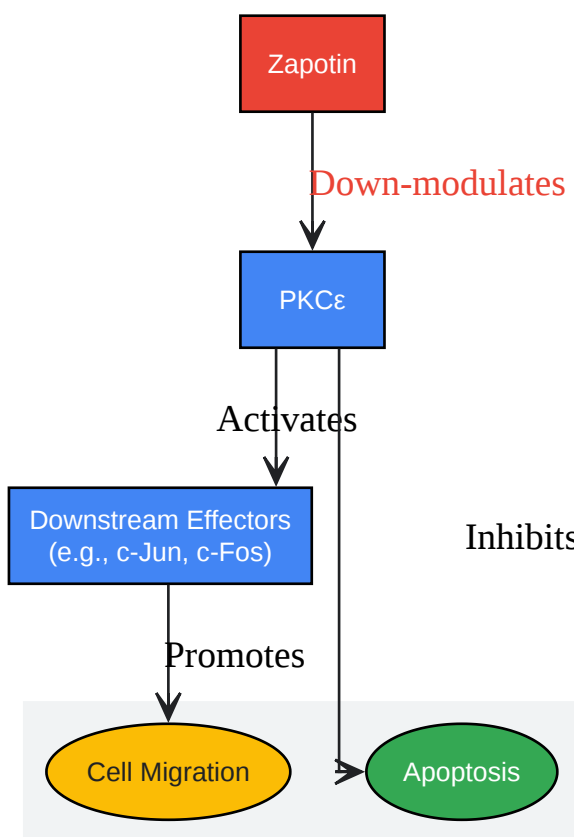 Zapotin
Down-modulates
PKCε
Activates
Downstream Effectors
(e.g., c-Jun, c-Fos)
Inhibits
Promotes
Cell Migration
Apoptosis